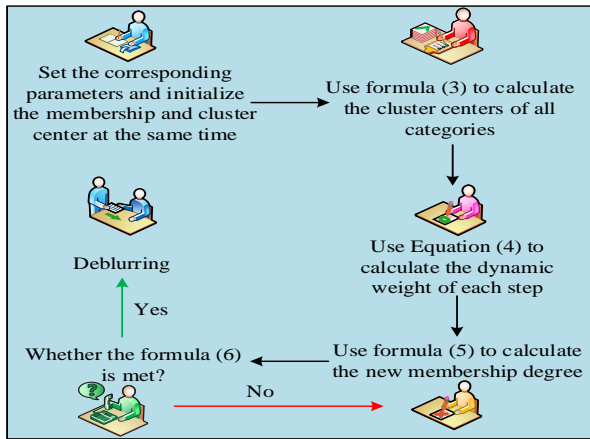 Set the corresponding
parameters and initialize
the membership and cluster
center at the same time
Use formula (3) to calculate
the cluster centers of all
categories
Use Equation (4) to
calculate the dynamic
weight of each step
Use formula (5) to calculate
the new membership degree
Whether the formula (6)
is met?
No
Yes
Deblurring